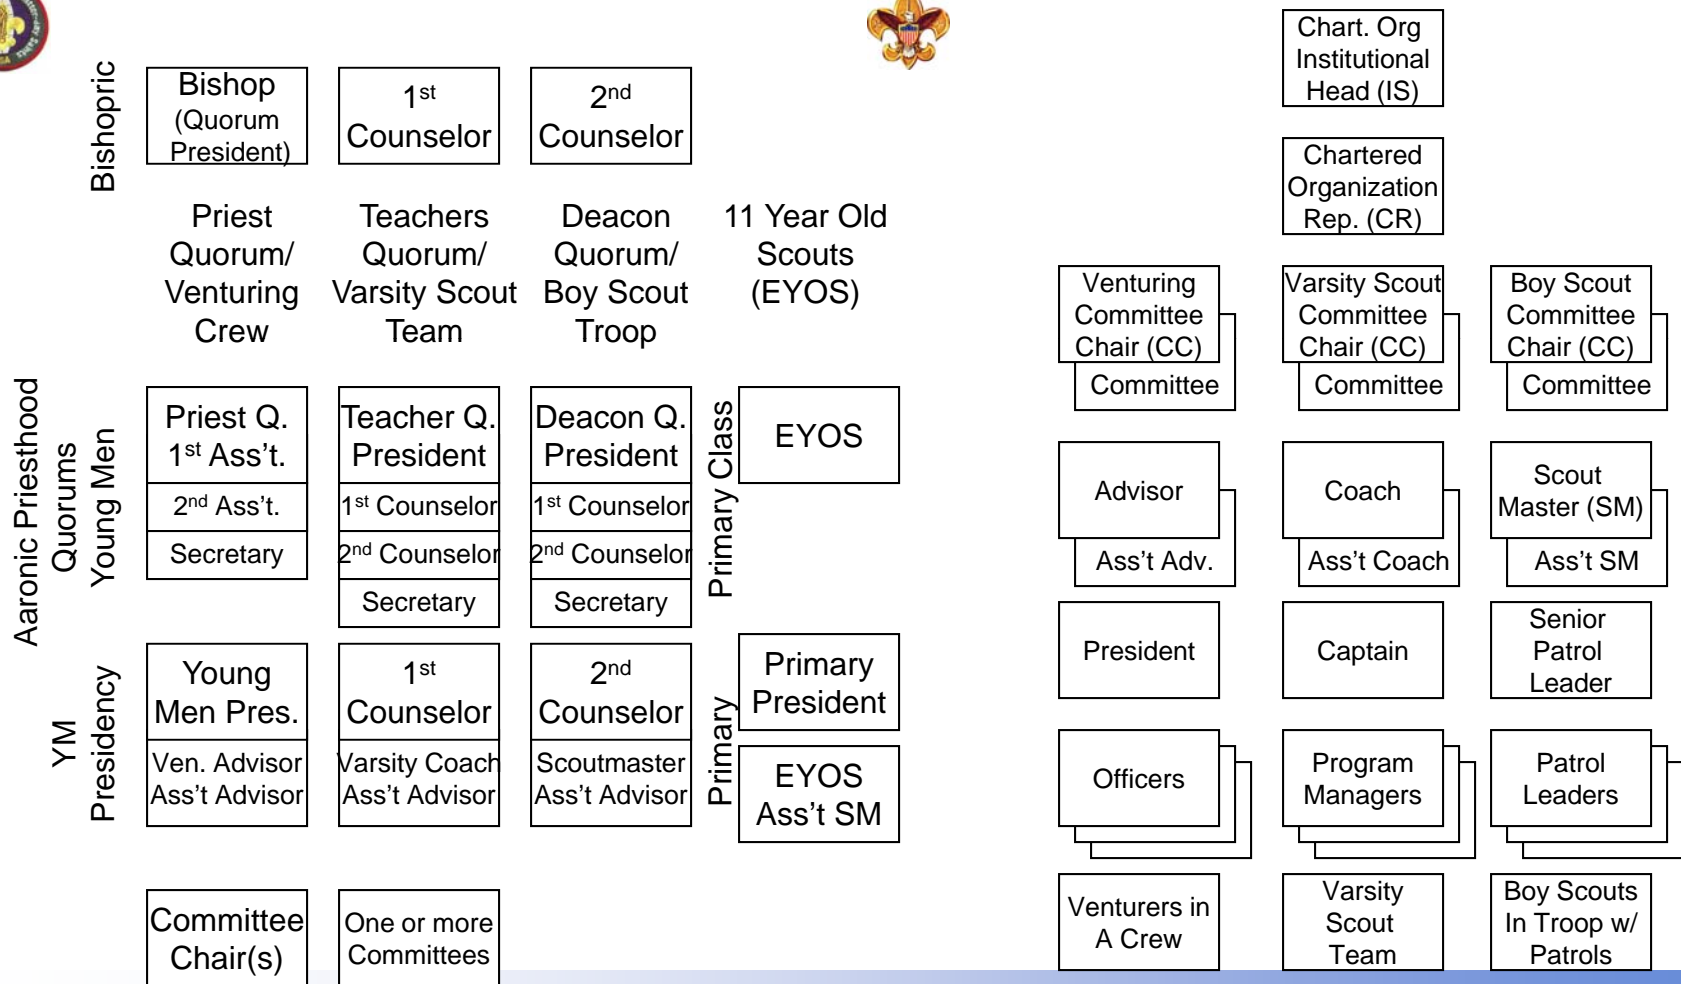 Bishopric
Bishop
(Quorum
President)
1st
Counselor
2nd
Counselor
Priest
Quorum/
Venturing
Crew
Teachers
Quorum/
Varsity Scout
Team
Deacon
Quorum/
Boy Scout
Troop
11 Year Old
Scouts
(EYOS)
Aaronic Priesthood
Quorums
Young Men
Priest Q.
1st Ass’t.
2nd Ass’t.
Secretary
Teacher Q.
President
1st Counselor
2nd Counselor
Secretary
Deacon Q.
President
1st Counselor
2nd Counselor
Secretary
Primary Class
EYOS
YM
Presidency
Young
Men Pres.
Ven. Advisor
Ass’t Advisor
1st
Counselor
Varsity Coach
Ass’t Advisor
2nd
Counselor
Scoutmaster
Ass’t Advisor
Primary
Primary
President
EYOS
Ass’t SM
Committee
Chair(s)
One or more
Committees
Chart. Org
Institutional
Head (IS)
Chartered
Organization
Rep. (CR)
Venturing
Committee
Chair (CC)
Committee
Varsity Scout
Committee
Chair (CC)
Committee
Boy Scout
Committee
Chair (CC)
Committee
Advisor
Ass’t Adv.
Coach
Ass’t Coach
Scout
Master (SM)
Ass’t SM
President
Captain
Senior
Patrol
Leader
Officers
Program
Managers
Patrol
Leaders
Venturers in
A Crew
Varsity
Scout
Team
Boy Scouts
In Troop w/
Patrols